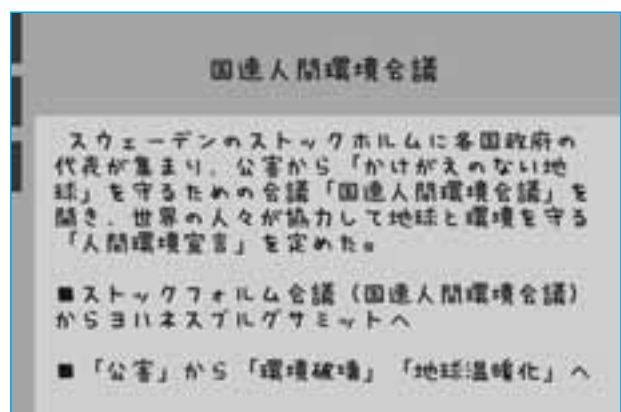 国連人間環境会議
スウェーデンのストックホルムに各国政府の
代表が集まり、公害から「かけがえのない地
球」を守るための会議「国連人間環境会議」を
開き、世界の人々が協力して地球と環境を守る
「人間環境宣言」を定めた。
■ストックフォルム会議（国連人間環境会議）
からヨハネスブルグサミットへ
■「公害」から「環境破壊」「地球温暖化」へ